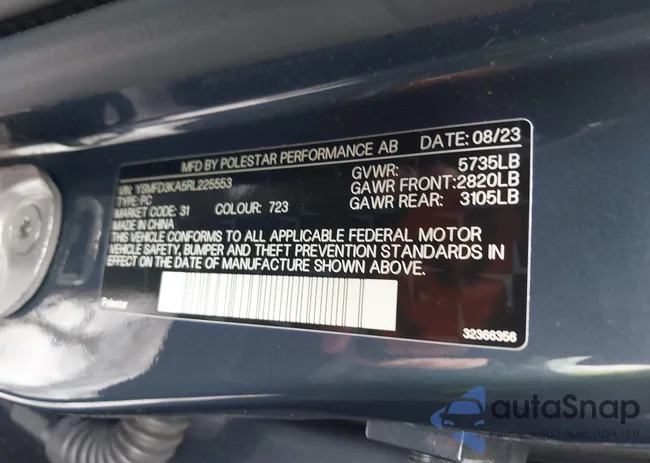 MFD BY POLESTAR PERFORMANCE AB DATE: 08/23
VIN: YSMFD3KA5RL225553 GVWR: 5735LB
TYPE: PC GAWR FRONT:2820LB
MARKET CODE: 31 COLOUR: 723 GAWR REAR: 3105LB
MADE IN CHINA
THIS VEHICLE CONFORMS TO ALL APPLICABLE FEDERAL MOTOR
VEHICLE SAFETY, BUMPER AND THEFT PREVENTION STANDARDS IN
EFFECT ON THE DATE OF MANUFACTURE SHOWN ABOVE.
Polestar 32366356
autaSnap